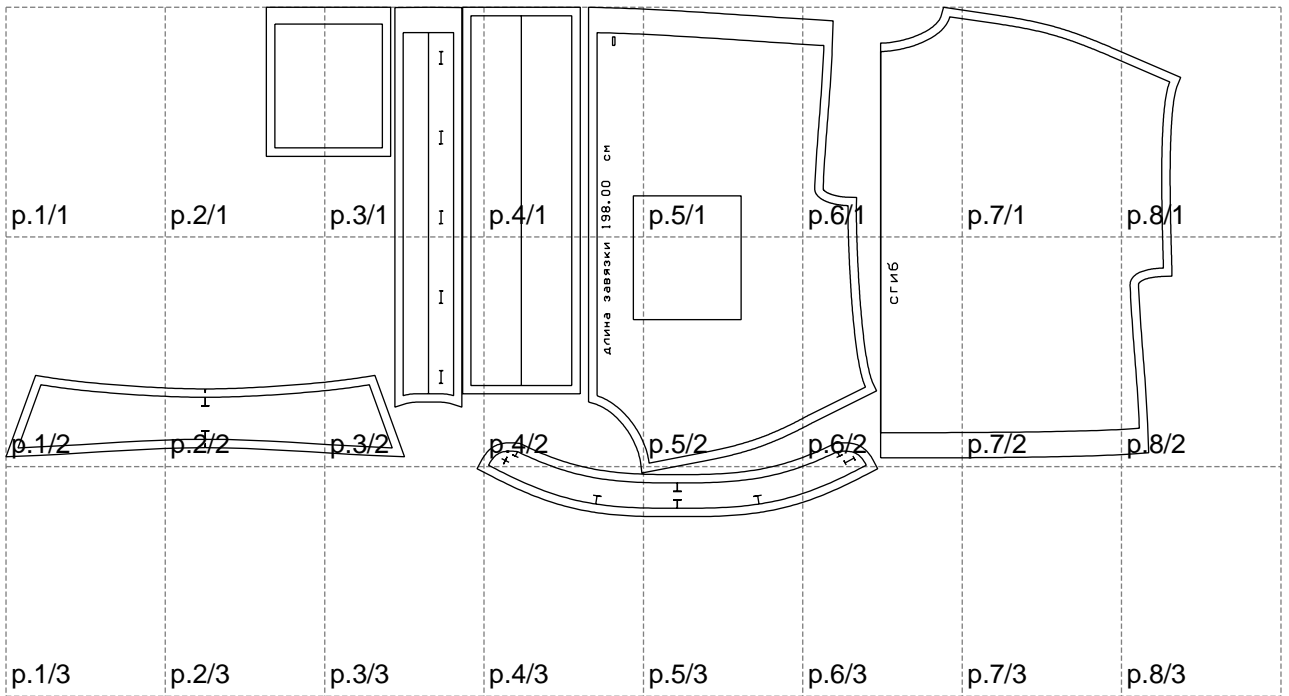 p.1/1
p.2/1
p.3/1
p.4/1
p.5/1
p.6/1
p.7/1
p.8/1
длина завязки 198.00 см
сгиб
p.1/2
p.2/2
p.3/2
p.4/2
p.5/2
p.6/2
p.7/2
p.8/2
p.1/3
p.2/3
p.3/3
p.4/3
p.5/3
p.6/3
p.7/3
p.8/3